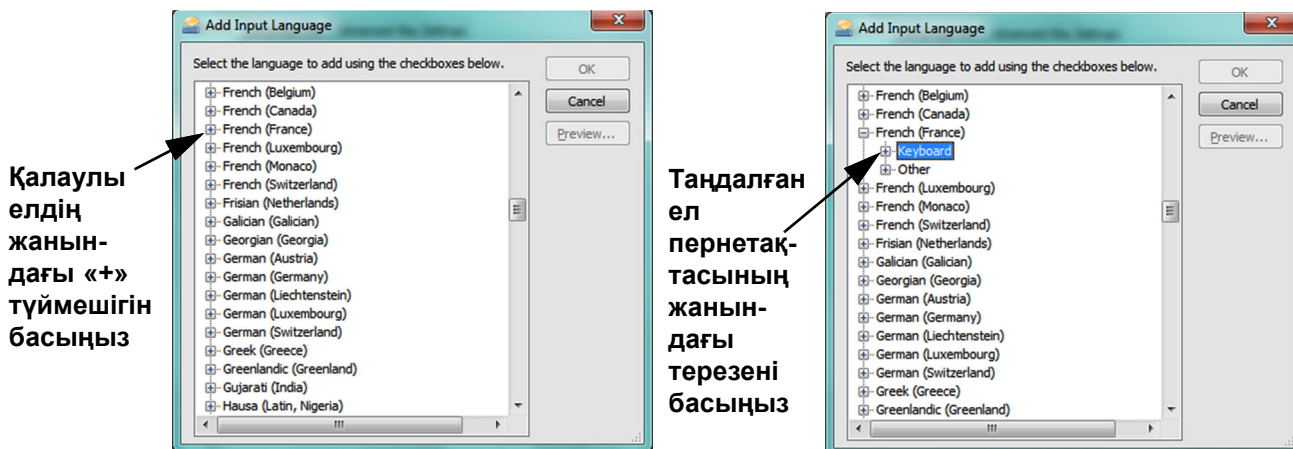 Қалаулы
елдің
жанын-
дағы «+»
түймешігін
басыңыз
Add Input Language
Select the language to add using the checkboxes below.
French (Belgium)
French (Canada)
French (France)
French (Luxembourg)
French (Monaco)
French (Switzerland)
Frisian (Netherlands)
Galician (Galician)
Georgian (Georgia)
German (Austria)
German (Germany)
German (Liechtenstein)
German (Luxembourg)
German (Switzerland)
Greek (Greece)
Greenlandic (Greenland)
Gujarati (India)
Hausa (Latin, Nigeria)
OK
Cancel
Preview...
Таңдалған
ел
пернетақ-
тасының
жанын-
дағы
терезені
басыңыз
Add Input Language
Select the language to add using the checkboxes below.
French (Belgium)
French (Canada)
French (France)
Keyboard
Other
French (Luxembourg)
French (Monaco)
French (Switzerland)
Frisian (Netherlands)
Galician (Galician)
Georgian (Georgia)
German (Austria)
German (Germany)
German (Liechtenstein)
German (Luxembourg)
German (Switzerland)
Greek (Greece)
Greenlandic (Greenland)
OK
Cancel
Preview...